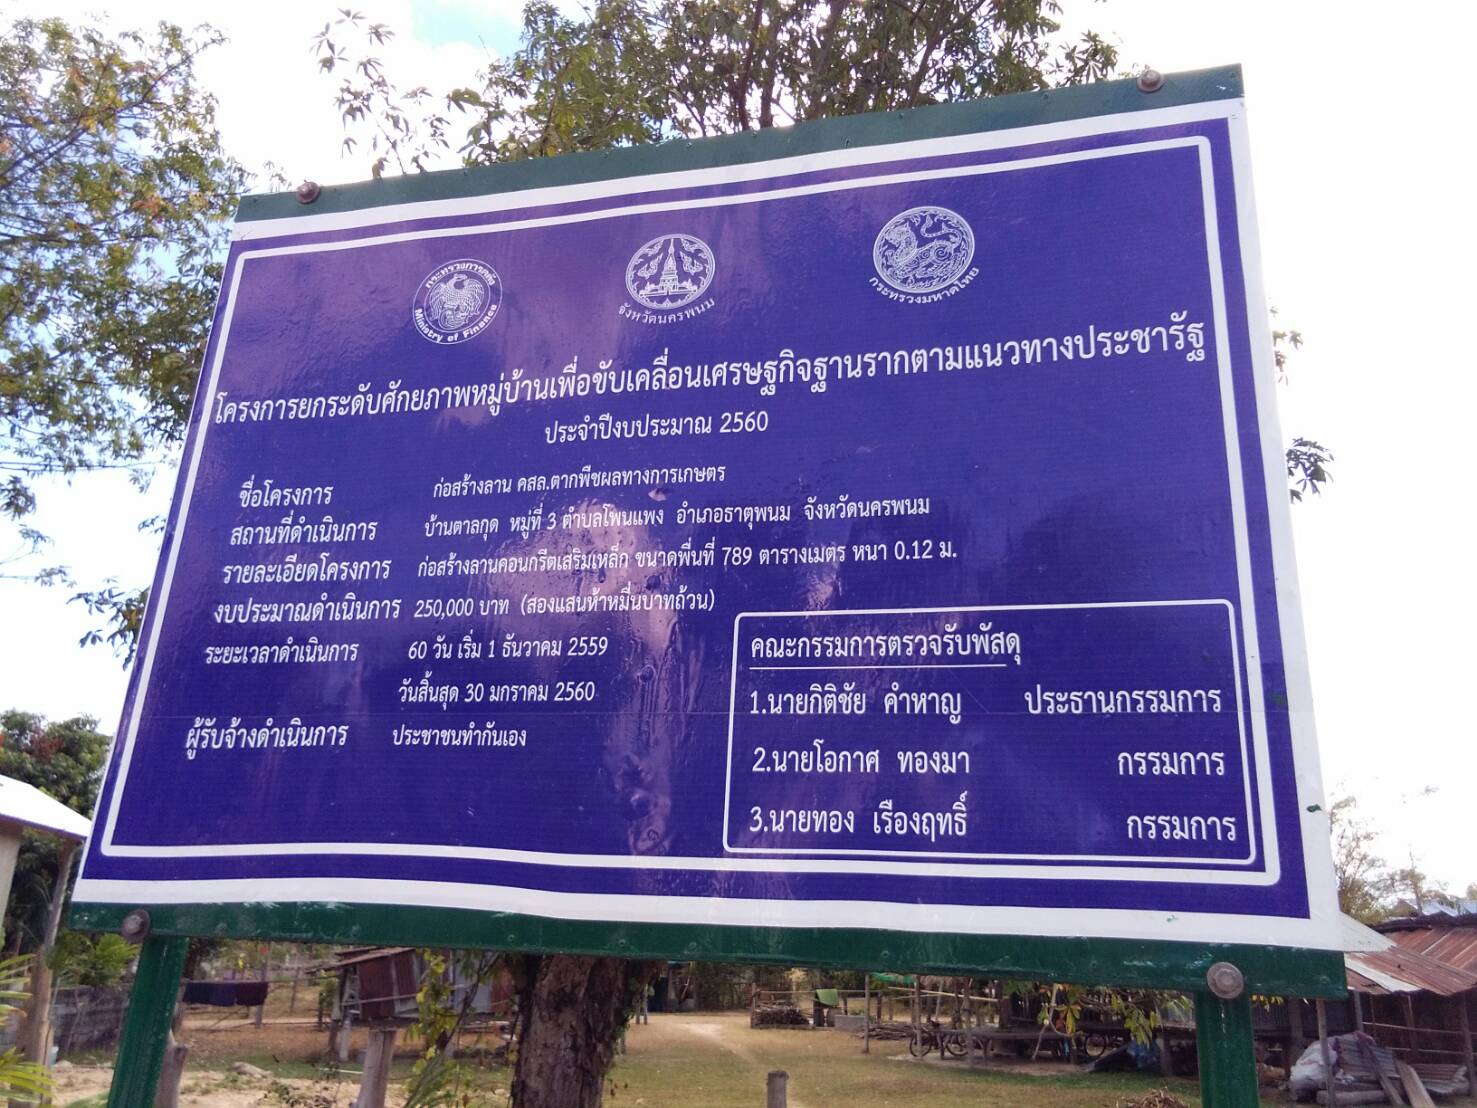 กระทรวงการคลัง
Ministry of Finance
จังหวัดนครพนม
กระทรวงมหาดไทย
โครงการยกระดับศักยภาพหมู่บ้านเพื่อขับเคลื่อนเศรษฐกิจฐานรากตามแนวทางประชารัฐ
ประจำปีงบประมาณ 2560
ชื่อโครงการ ก่อสร้างลาน คสล.ตากพืชผลทางการเกษตร
สถานที่ดำเนินการ บ้านตาลกุด หมู่ที่ 3 ตำบลโพนแพง อำเภอธาตุพนม จังหวัดนครพนม
รายละเอียดโครงการ ก่อสร้างลานคอนกรีตเสริมเหล็ก ขนาดพื้นที่ 789 ตารางเมตร หนา 0.12 ม.
งบประมาณดำเนินการ 250,000 บาท (สองแสนห้าหมื่นบาทถ้วน)
ระยะเวลาดำเนินการ 60 วัน เริ่ม 1 ธันวาคม 2559
วันสิ้นสุด 30 มกราคม 2560
ผู้รับจ้างดำเนินการ ประชาชนทำกันเอง
คณะกรรมการตรวจรับพัสดุ
1.นายกิติชัย คำหาญ ประธานกรรมการ
2.นายโอกาศ ทองมา กรรมการ
3.นายทอง เรืองฤทธิ์ กรรมการ